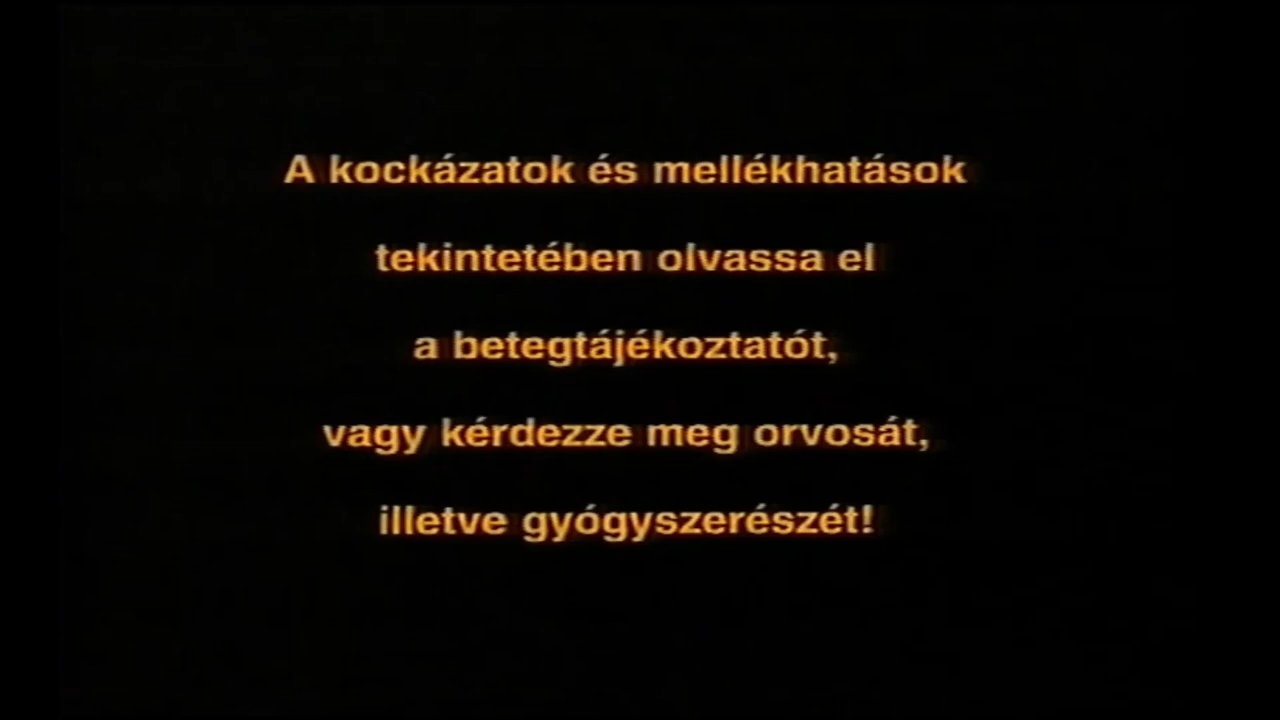 A kockázatok és mellékhatások
tekintetében olvassa el
a betegtájékoztatót,
vagy kérdezze meg orvosát,
illetve gyógyszerészét!